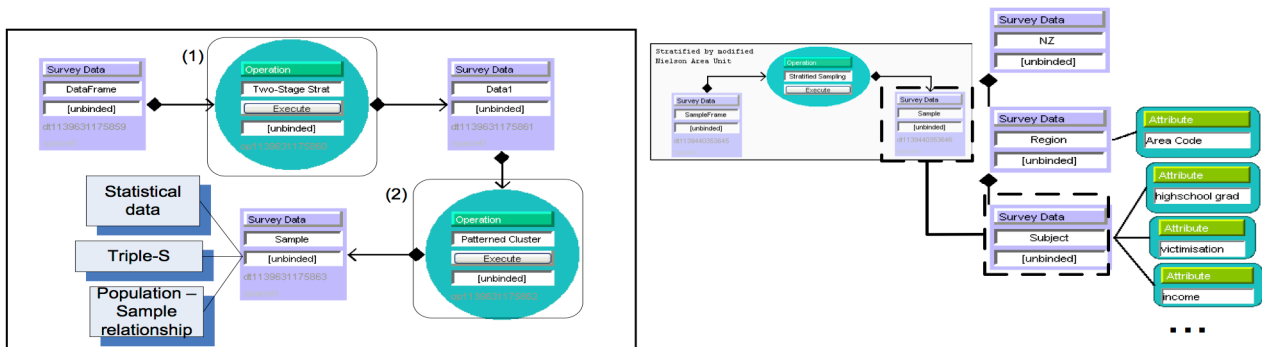 (1)
Survey Data
DataFrame
[unbinded]
dt1139631175859
Operation
Two-Stage Strat
Execute
[unbinded]
Survey Data
Data1
[unbinded]
dt1139631175861
(2)
Operation
Patterned Cluster
Execute
[unbinded]
Survey Data
Sample
[unbinded]
dt1139631175863
Statistical
data
Triple-S
Population –
Sample
relationship
Stratified by modified
Nielson Area Unit
Operation
Stratified Sampling
Execute
Survey Data
SampleFrame
[unbinded]
Survey Data
Sample
[unbinded]
Survey Data
NZ
[unbinded]
Survey Data
Region
[unbinded]
Attribute
Area Code
Survey Data
Subject
[unbinded]
Attribute
highschool grad
Attribute
victimisation
Attribute
income
...